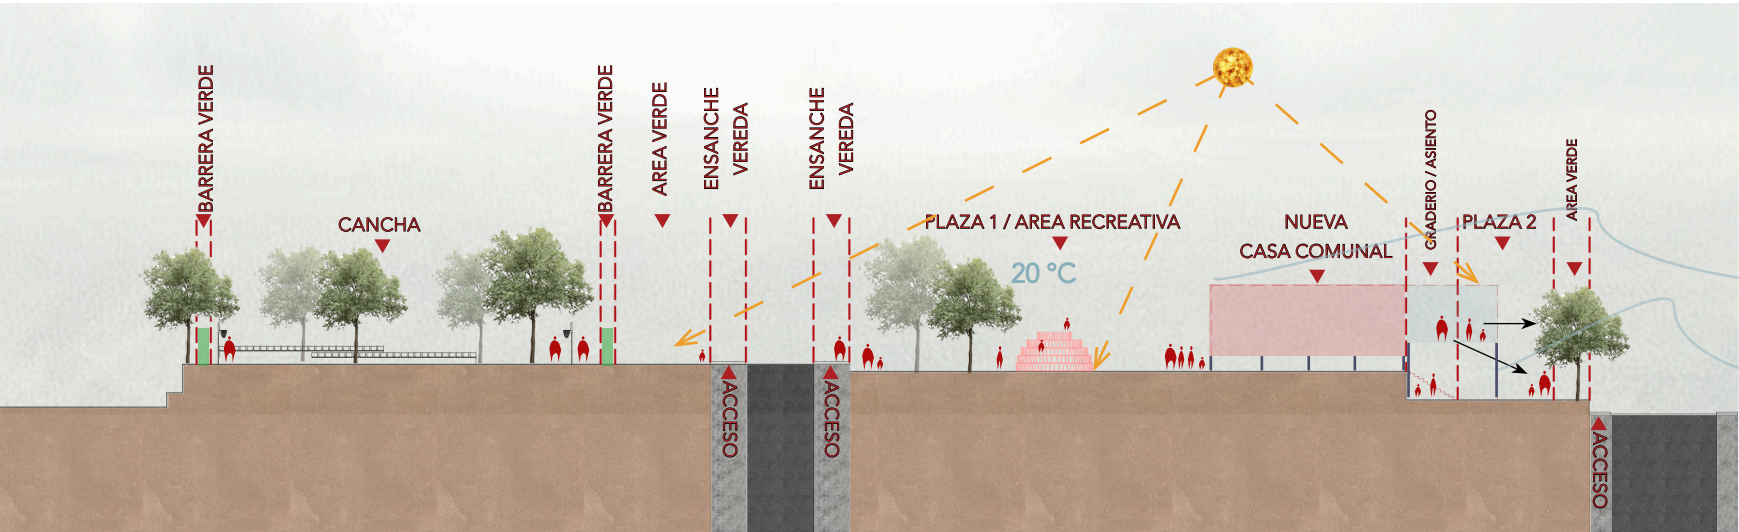 BARRERA VERDE
CANCHA
BARRERA VERDE
AREA VERDE
ENSANCHE
VEREDA
ENSANCHE
VEREDA
PLAZA 1 / AREA RECREATIVA
20 °C
NUEVA
CASA COMUNAL
GRADERIO / ASIENTO
PLAZA 2
AREA VERDE
ACCESO
ACCESO
ACCESO